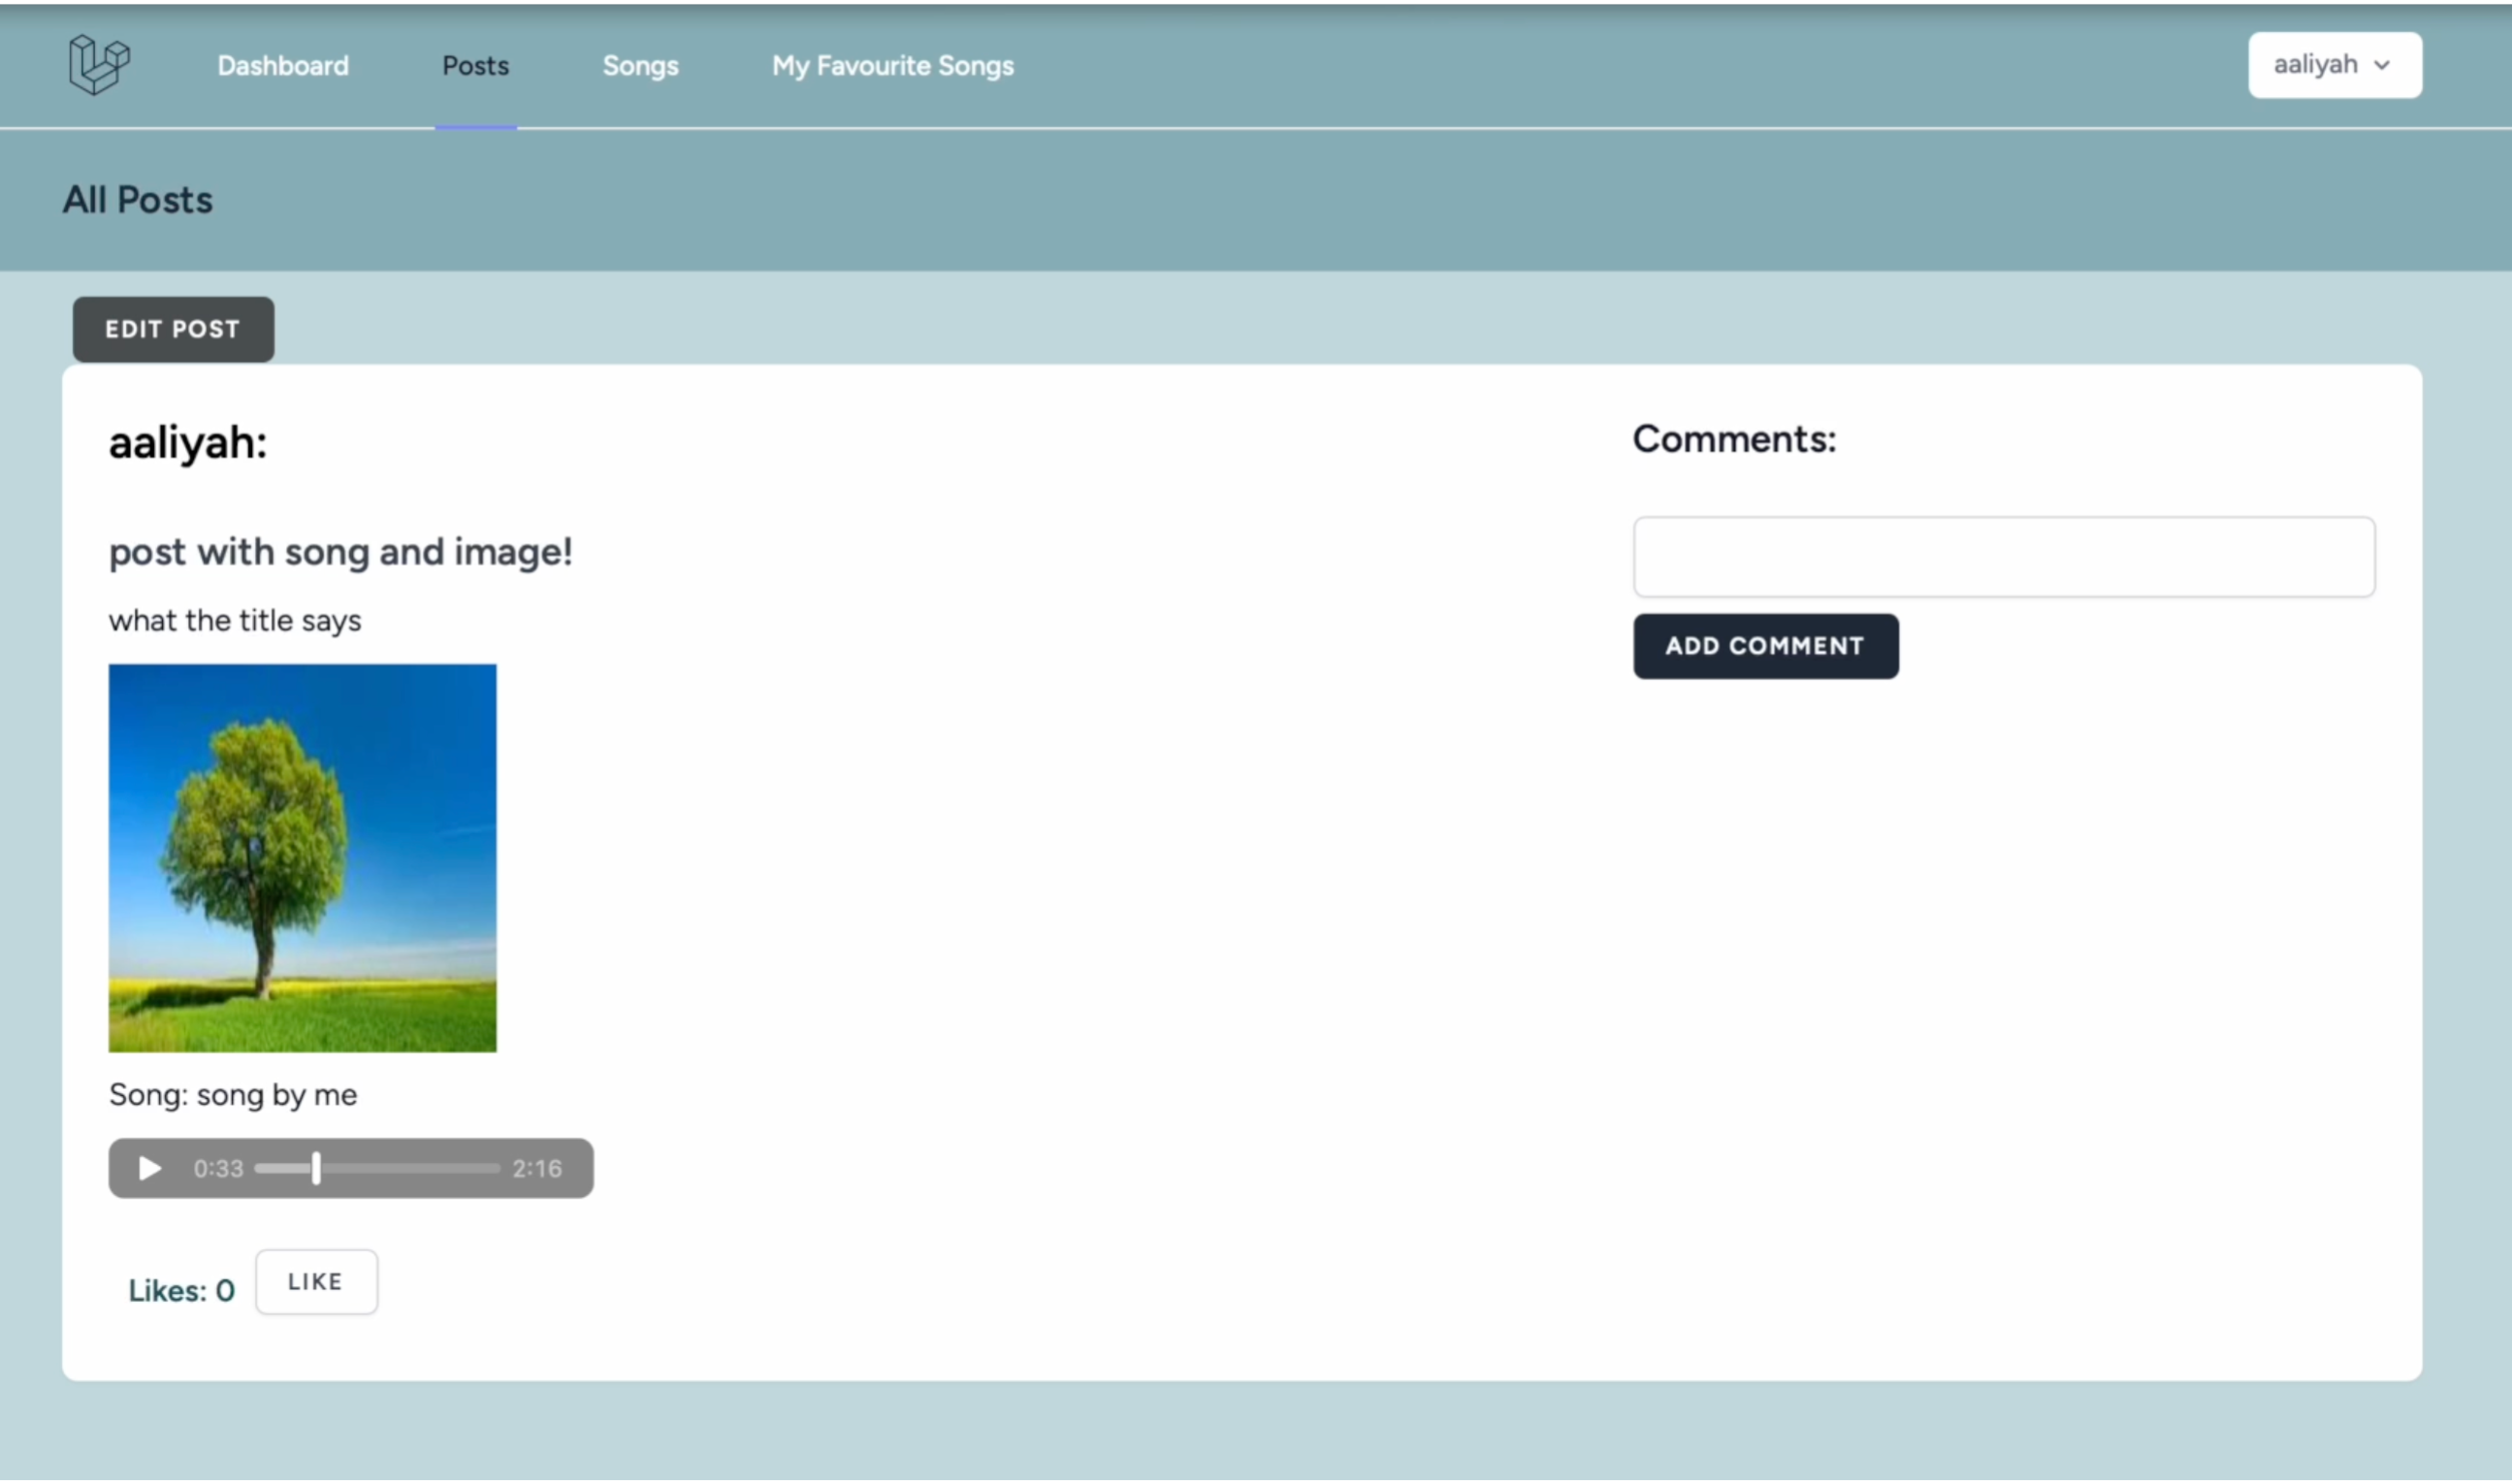 Dashboard Posts Songs My Favourite Songs aaliyah
All Posts
EDIT POST
aaliyah:
post with song and image!
what the title says
Song: song by me
0:33 2:16
Likes: 0 LIKE
Comments:
ADD COMMENT